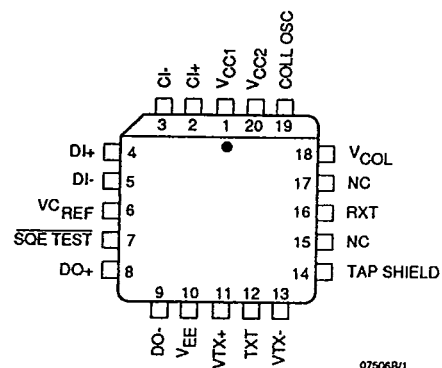 CI-
CI+
VCC1
VCC2
COLL OSC
3 2 1 20 19
DI+ 4
DI- 5
VCREF 6
SQE TEST 7
DO+ 8
18 VCOL
17 NC
16 RXT
15 NC
14 TAP SHIELD
9 10 11 12 13
DO-
VEE
VTX+
TXT
VTX-
07506B/1